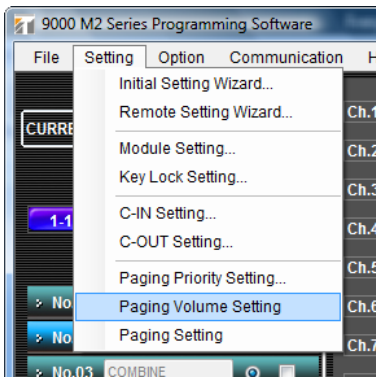 9000 M2 Series Programming Software
File Setting Option Communication H
Initial Setting Wizard...
Remote Setting Wizard... Ch.1
CURRE
Module Setting... Ch.2
Key Lock Setting...
Ch.3
C-IN Setting...
1-1 Ch.4
C-OUT Setting...
Ch.5
Paging Priority Setting...
No Paging Volume Setting Ch.6
No Paging Setting Ch.7
No.03 COMBINE